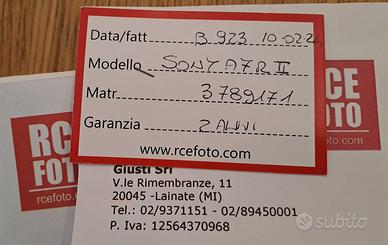 Data/fatt B 923 10-02-24
Modello SONY A7R II
Matr 3789171
Garanzia 2 ANNI
www.rcefoto.com
RCE
FOTO
rcefoto.com
RCE
FOTO
Giusti Srl
V.le Rimembranze, 11
20045 -Lainate (MI)
Tel.: 02/9371151 - 02/89450001
P. Iva: 12564370968
subito